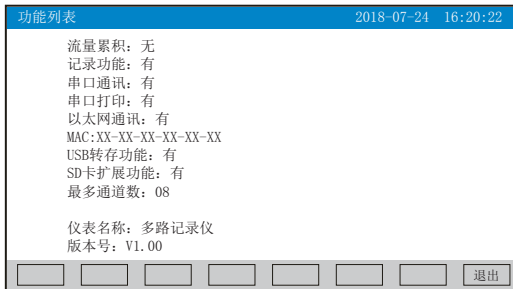 功能列表 2018-07-24 16:20:22
流量累积：无
记录功能：有
串口通讯：有
串口打印：有
以太网通讯：有
MAC:XX-XX-XX-XX-XX-XX
USB转存功能：有
SD卡扩展功能：有
最多通道数：08
仪表名称：多路记录仪
版本号：V1.00
退出